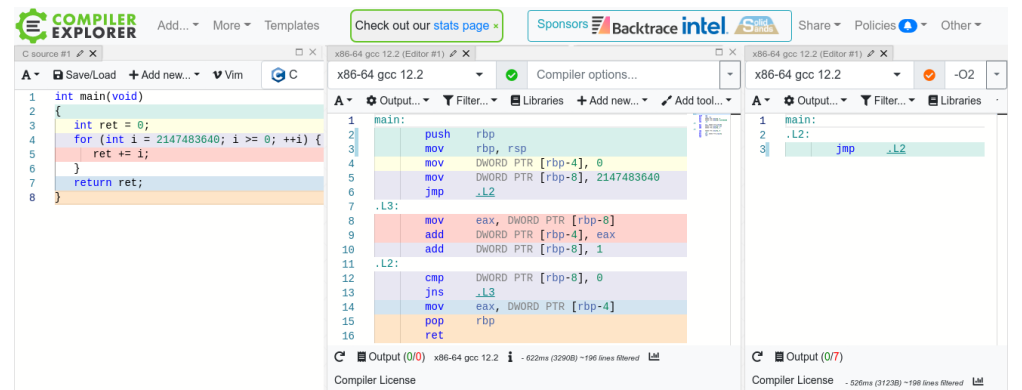 COMPILER
EXPLORER
Add...
More
Templates
Check out our stats page ×
Sponsors
Backtrace
intel.
Solid
Sands
Share
Policies
Other
C source #1
A
Save/Load
Add new...
Vim
C
1 int main(void)
2 {
3 int ret = 0;
4 for (int i = 2147483640; i >= 0; ++i) {
5 ret += i;
6 }
7 return ret;
8 }
x86-64 gcc 12.2 (Editor #1)
x86-64 gcc 12.2
Compiler options...
A
Output...
Filter...
Libraries
Add new...
Add tool...
1 main:
2 push rbp
3 mov rbp, rsp
4 mov DWORD PTR [rbp-4], 0
5 mov DWORD PTR [rbp-8], 2147483640
6 jmp .L2
7 .L3:
8 mov eax, DWORD PTR [rbp-8]
9 add DWORD PTR [rbp-4], eax
10 add DWORD PTR [rbp-8], 1
11 .L2:
12 cmp DWORD PTR [rbp-8], 0
13 jns .L3
14 mov eax, DWORD PTR [rbp-4]
15 pop rbp
16 ret
Output (0/0) x86-64 gcc 12.2 i - 622ms (3290B) ~196 lines filtered
Compiler License
x86-64 gcc 12.2 (Editor #1)
x86-64 gcc 12.2
-O2
A
Output...
Filter...
Libraries
1 main:
2 .L2:
3 jmp .L2
Output (0/7)
Compiler License - 526ms (3123B) ~198 lines filtered